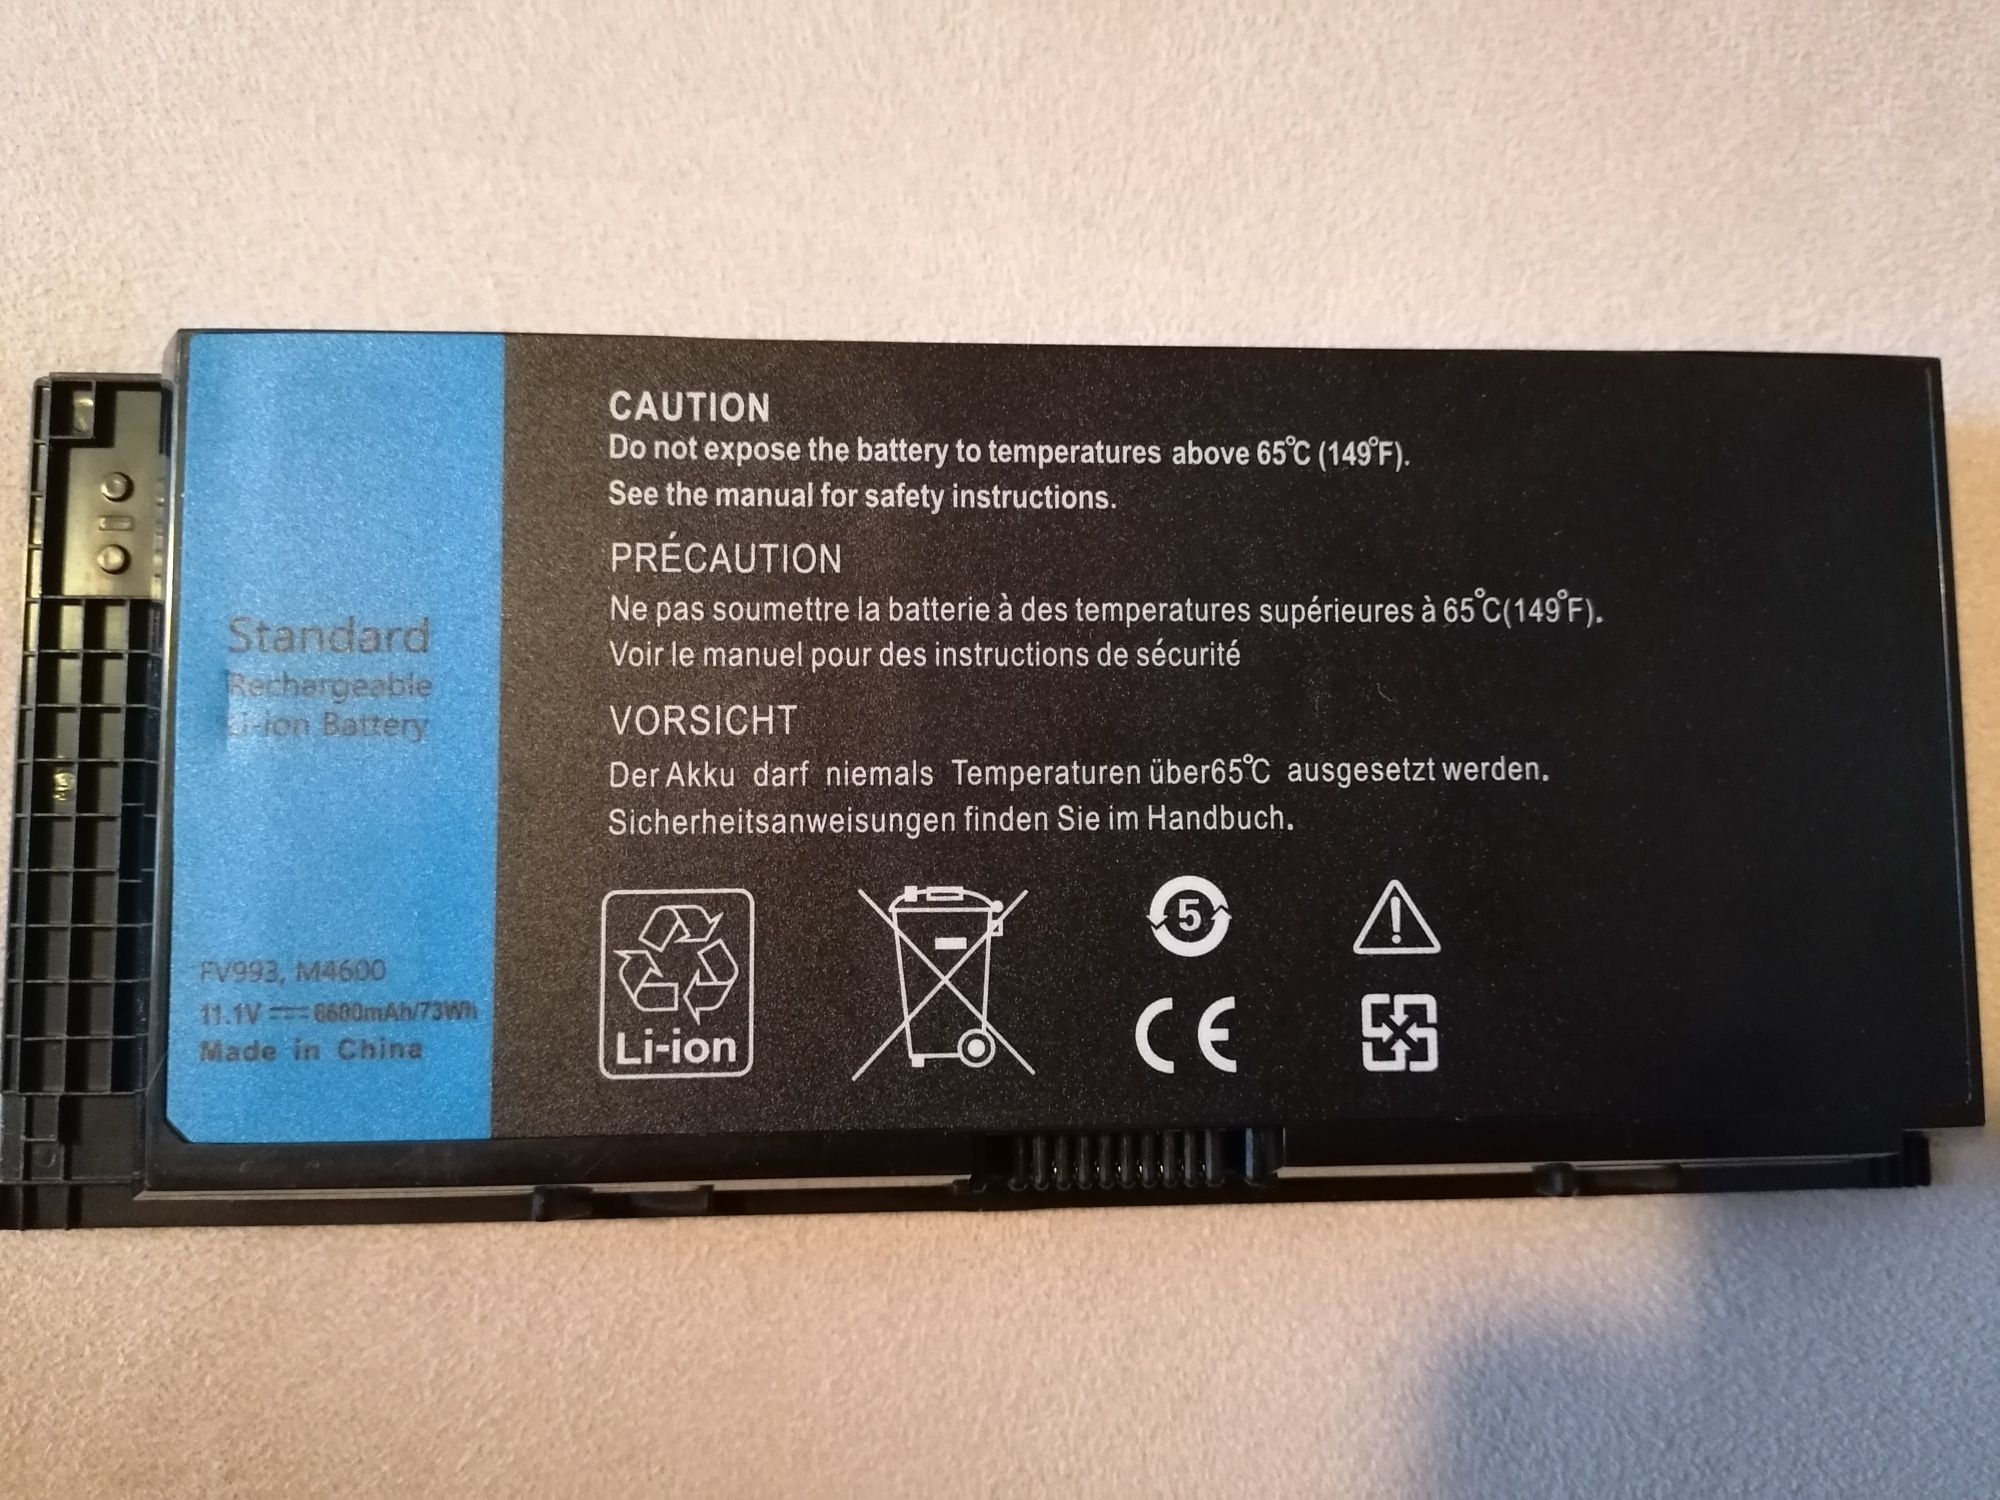 Standard
Rechargeable
Li-ion Battery
FV993, M4600
11.1V ⎓ 6600mAh/73Wh
Made in China
CAUTION
Do not expose the battery to temperatures above 65℃ (149℉).
See the manual for safety instructions.
PRÉCAUTION
Ne pas soumettre la batterie à des temperatures supérieures à 65℃(149℉).
Voir le manuel pour des instructions de sécurité
VORSICHT
Der Akku darf niemals Temperaturen über65℃ ausgesetzt werden.
Sicherheitsanweisungen finden Sie im Handbuch.
Li-ion
5
CE